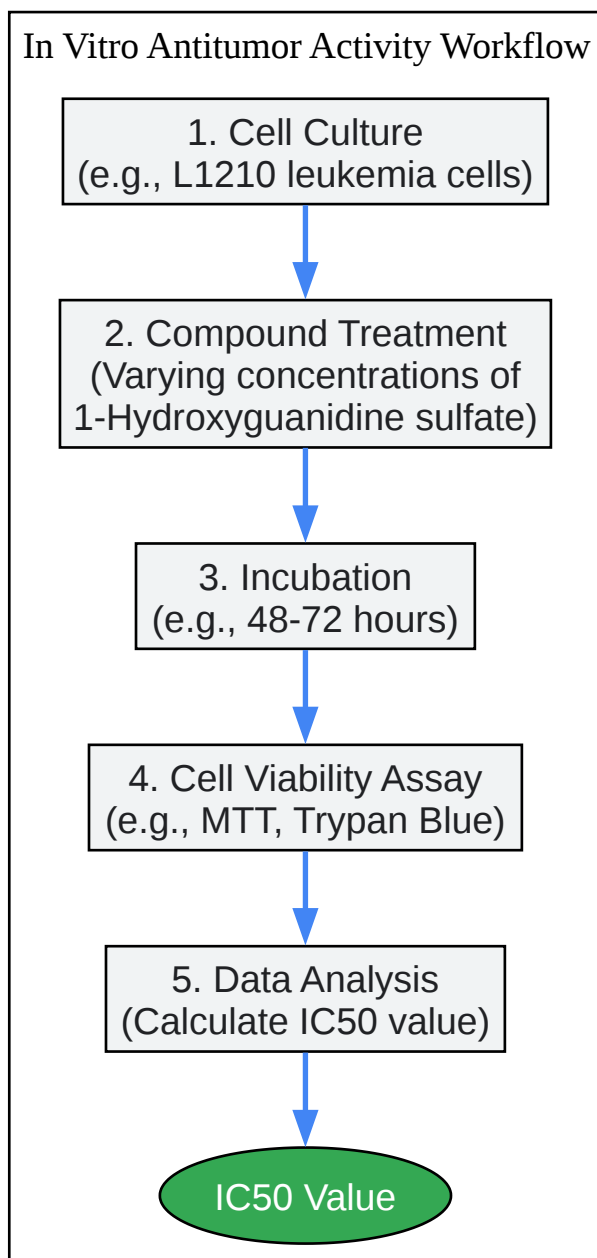 In Vitro Antitumor Activity Workflow
1. Cell Culture
(e.g., L1210 leukemia cells)
2. Compound Treatment
(Varying concentrations of
1-Hydroxyguanidine sulfate)
3. Incubation
(e.g., 48-72 hours)
4. Cell Viability Assay
(e.g., MTT, Trypan Blue)
5. Data Analysis
(Calculate IC50 value)
IC50 Value